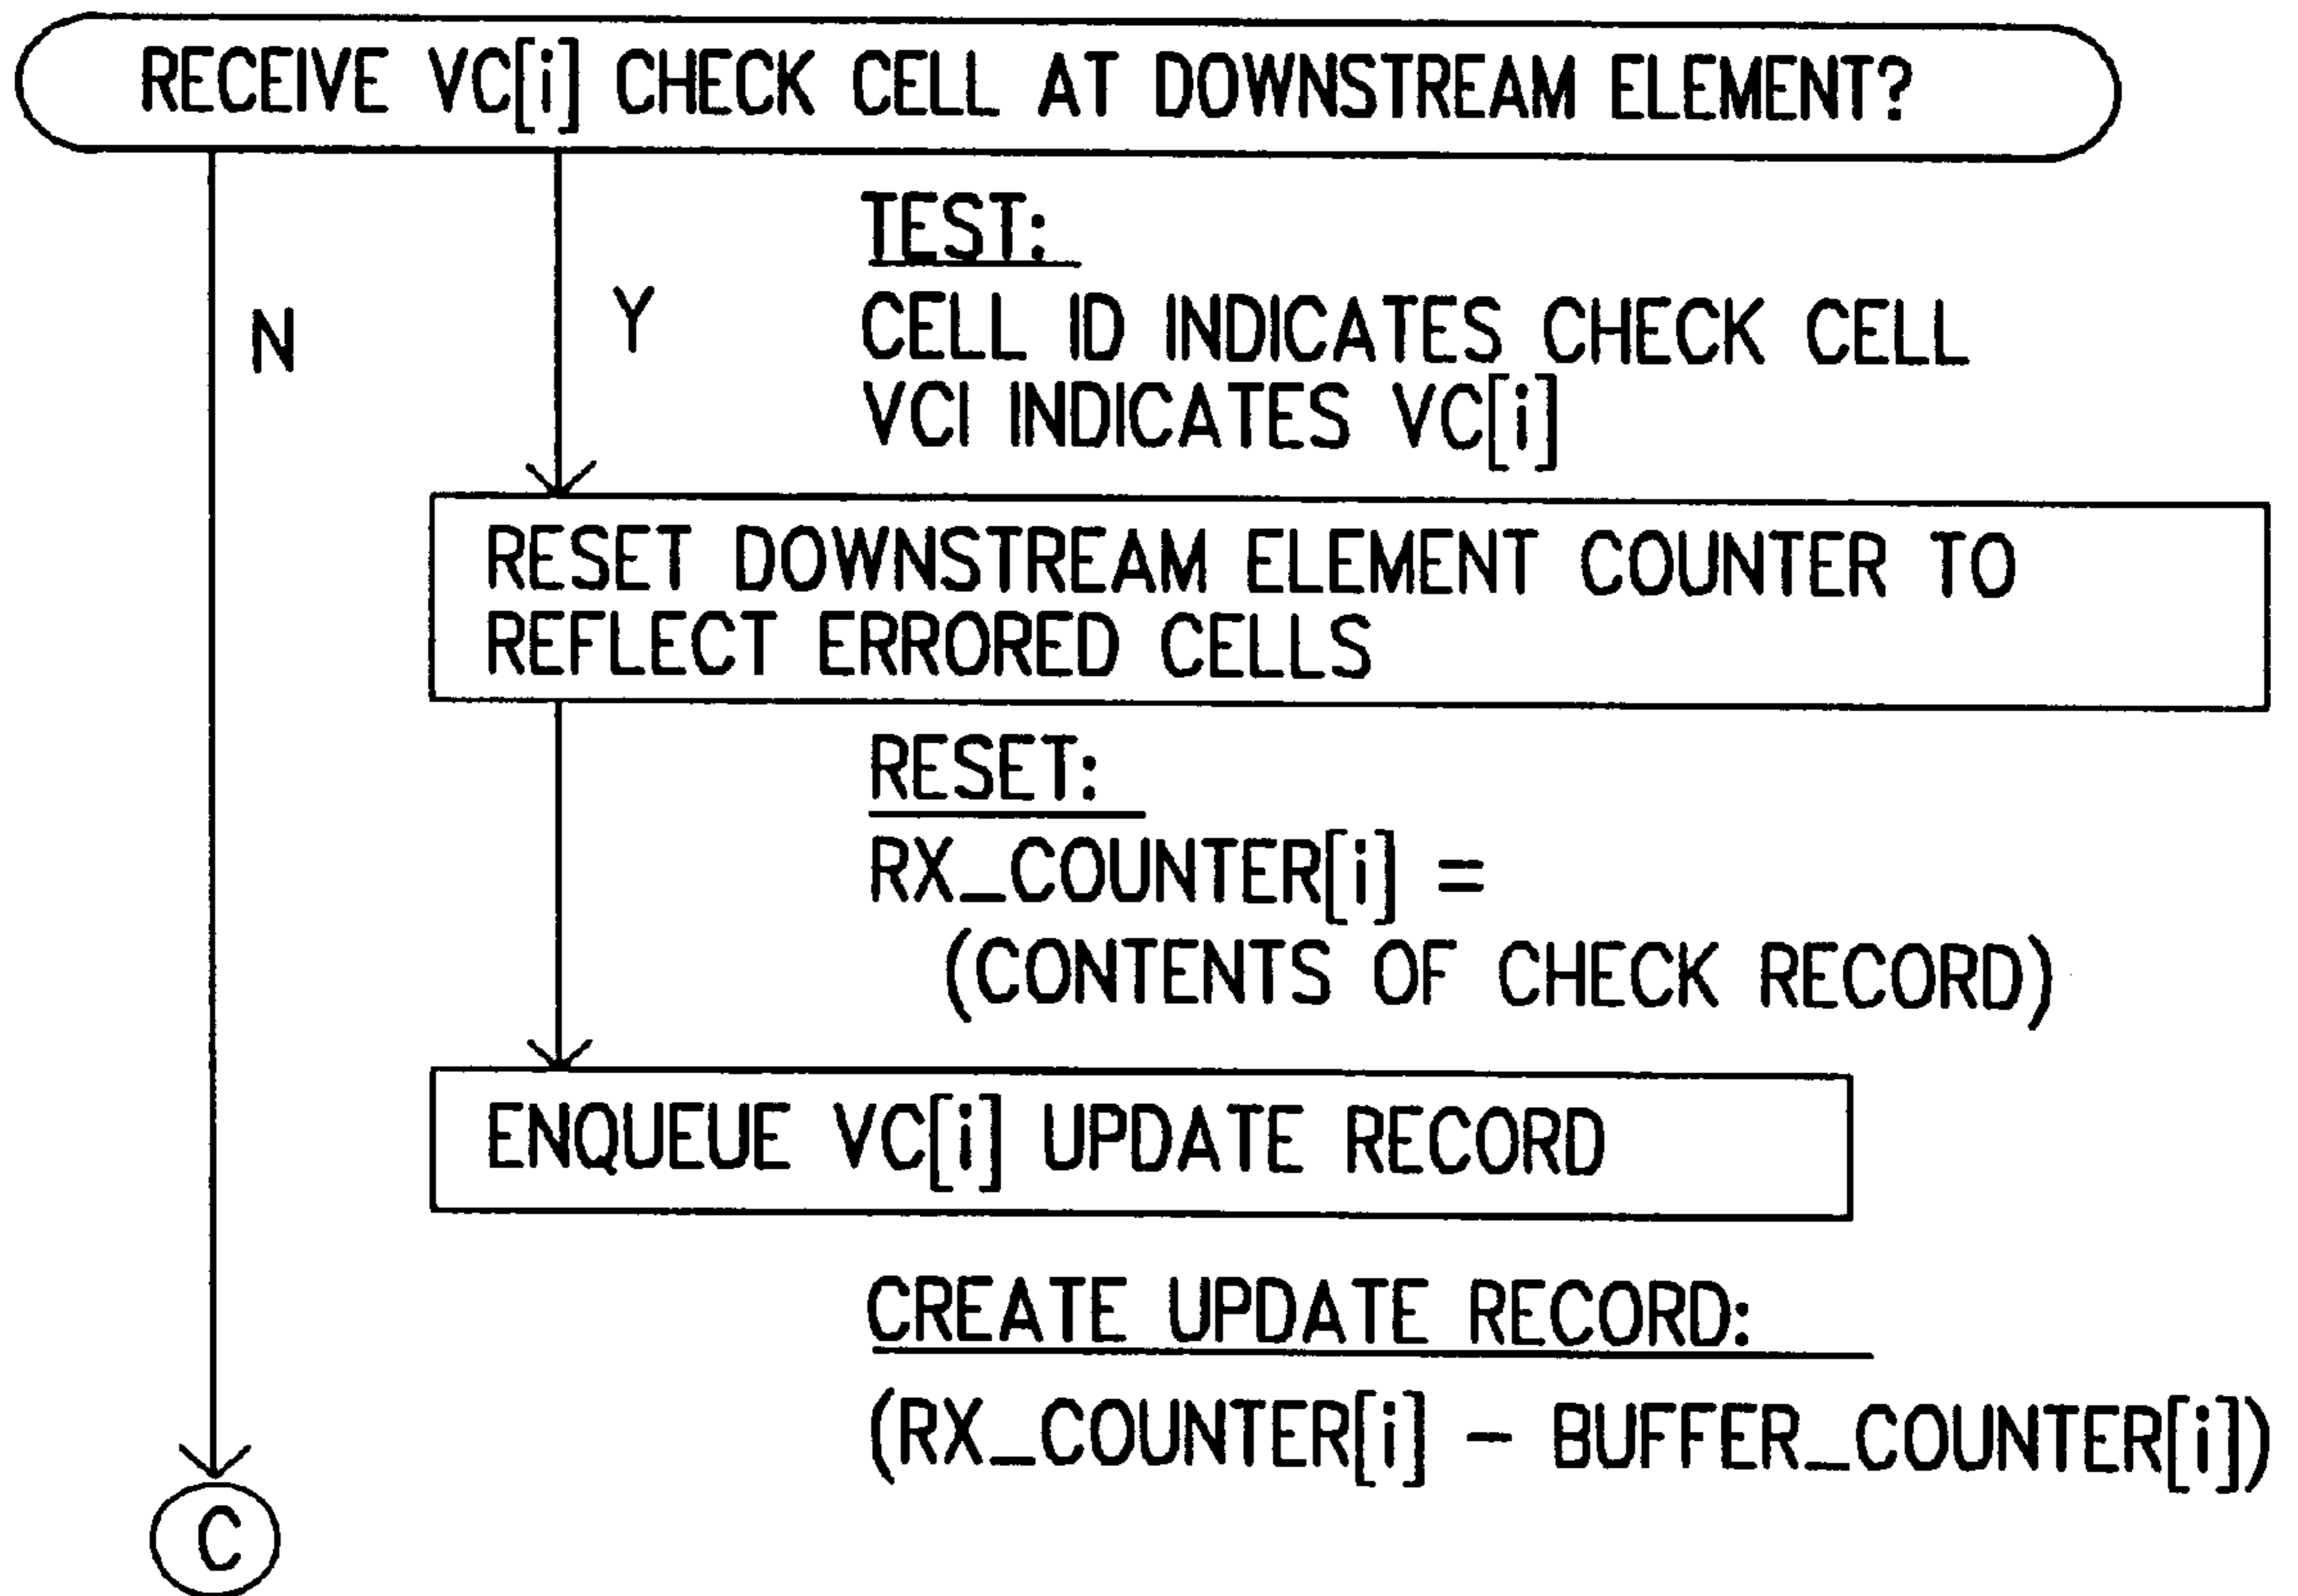 RECEIVE VC[i] CHECK CELL AT DOWNSTREAM ELEMENT?
TEST:
N
Y
CELL ID INDICATES CHECK CELL
VCI INDICATES VC[i]
RESET DOWNSTREAM ELEMENT COUNTER TO
REFLECT ERRORED CELLS
RESET:
RX_COUNTER[i] =
(CONTENTS OF CHECK RECORD)
ENQUEUE VC[i] UPDATE RECORD
CREATE UPDATE RECORD:
(RX_COUNTER[i] - BUFFER_COUNTER[i])
C